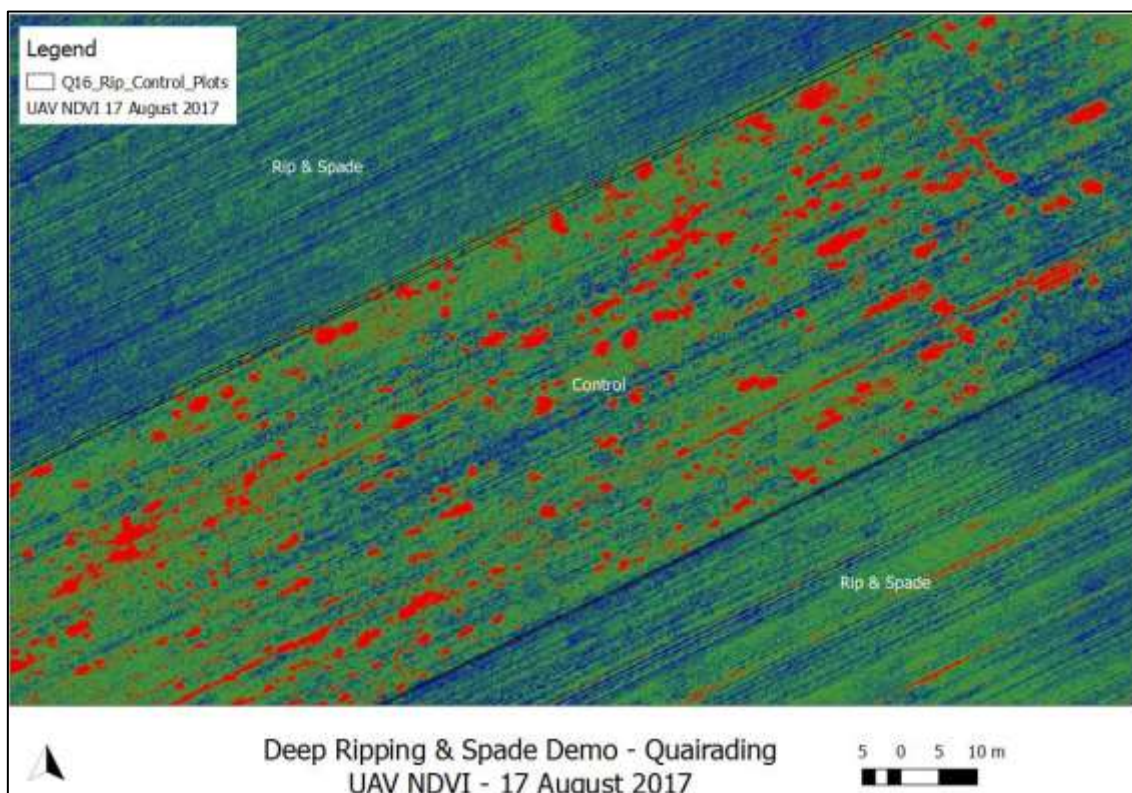 Legend
Q16_Rip_Control_Plots
UAV NDVI 17 August 2017
Rip & Spade
Control
Rip & Spade
Deep Ripping & Spade Demo - Quairading
UAV NDVI - 17 August 2017
5 0 5 10 m